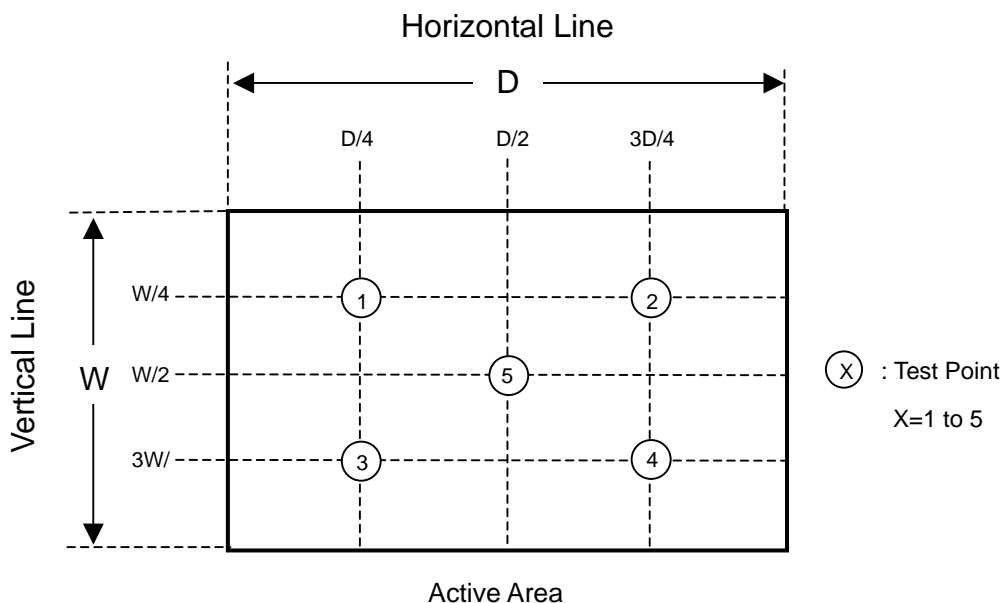 Horizontal Line
D
D/4 D/2 3D/4
Vertical Line
W
W/4
1 2
W/2
5
X : Test Point
X=1 to 5
3W/
3 4
Active Area